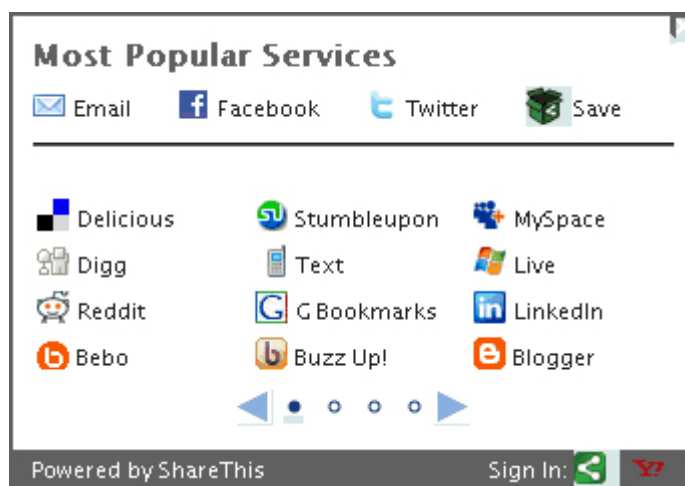 Most Popular Services
Email Facebook Twitter Save
Delicious Stumbleupon MySpace
Digg Text Live
Reddit G Bookmarks LinkedIn
Bebo Buzz Up! Blogger
Powered by ShareThis Sign In: Y!